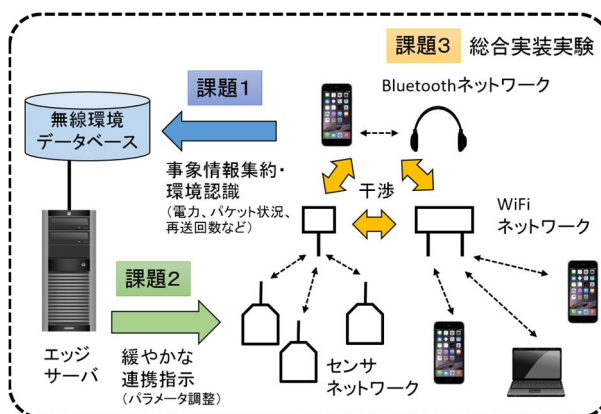 課題3 総合実装実験
課題1
Bluetoothネットワーク
無線環境
データベース
事象情報集約・
環境認識
(電力、パケット状況、
再送回数など)
干渉
WiFi
ネットワーク
課題2
エッジ
サーバ
緩やかな
連携指示
(パラメータ調整)
センサ
ネットワーク